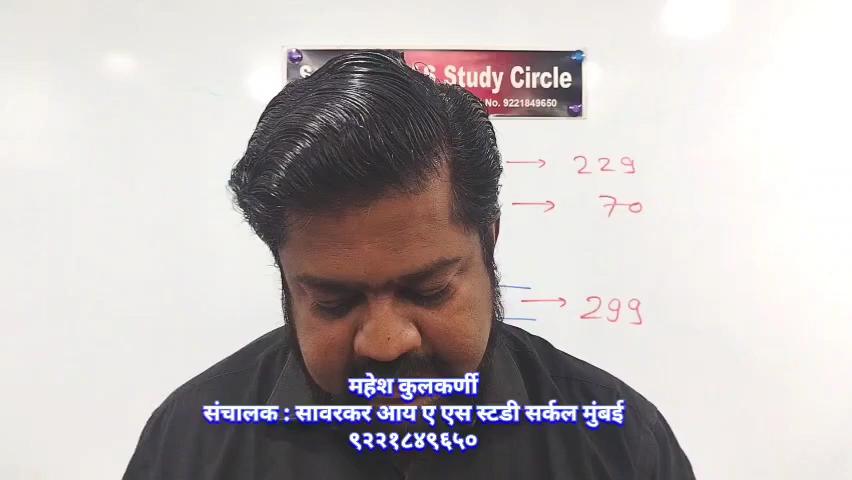 Study Circle
No. 9221849650
→ 229
→ 70
→ 299
महेश कुलकर्णी
संचालक : सावरकर आय ए एस स्टडी सर्कल मुंबई
९२२१८४९६५०